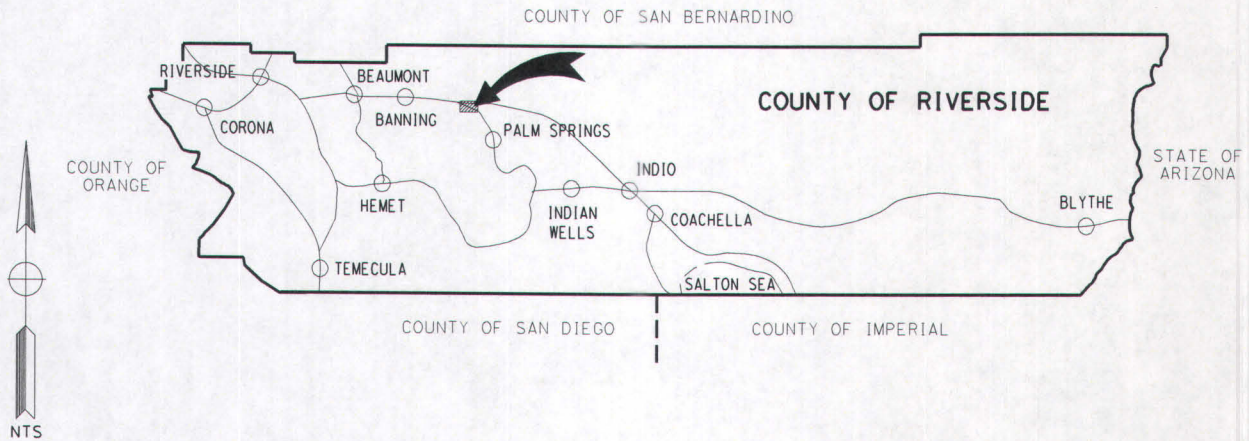 COUNTY OF SAN BERNARDINO
RIVERSIDE
BEAUMONT
COUNTY OF RIVERSIDE
CORONA
BANNING
PALM SPRINGS
COUNTY OF
ORANGE
STATE OF
ARIZONA
INDIO
HEMET
INDIAN
WELLS
COACHELLA
BLYTHE
TEMECULA
SALTON SEA
COUNTY OF SAN DIEGO
COUNTY OF IMPERIAL
NTS